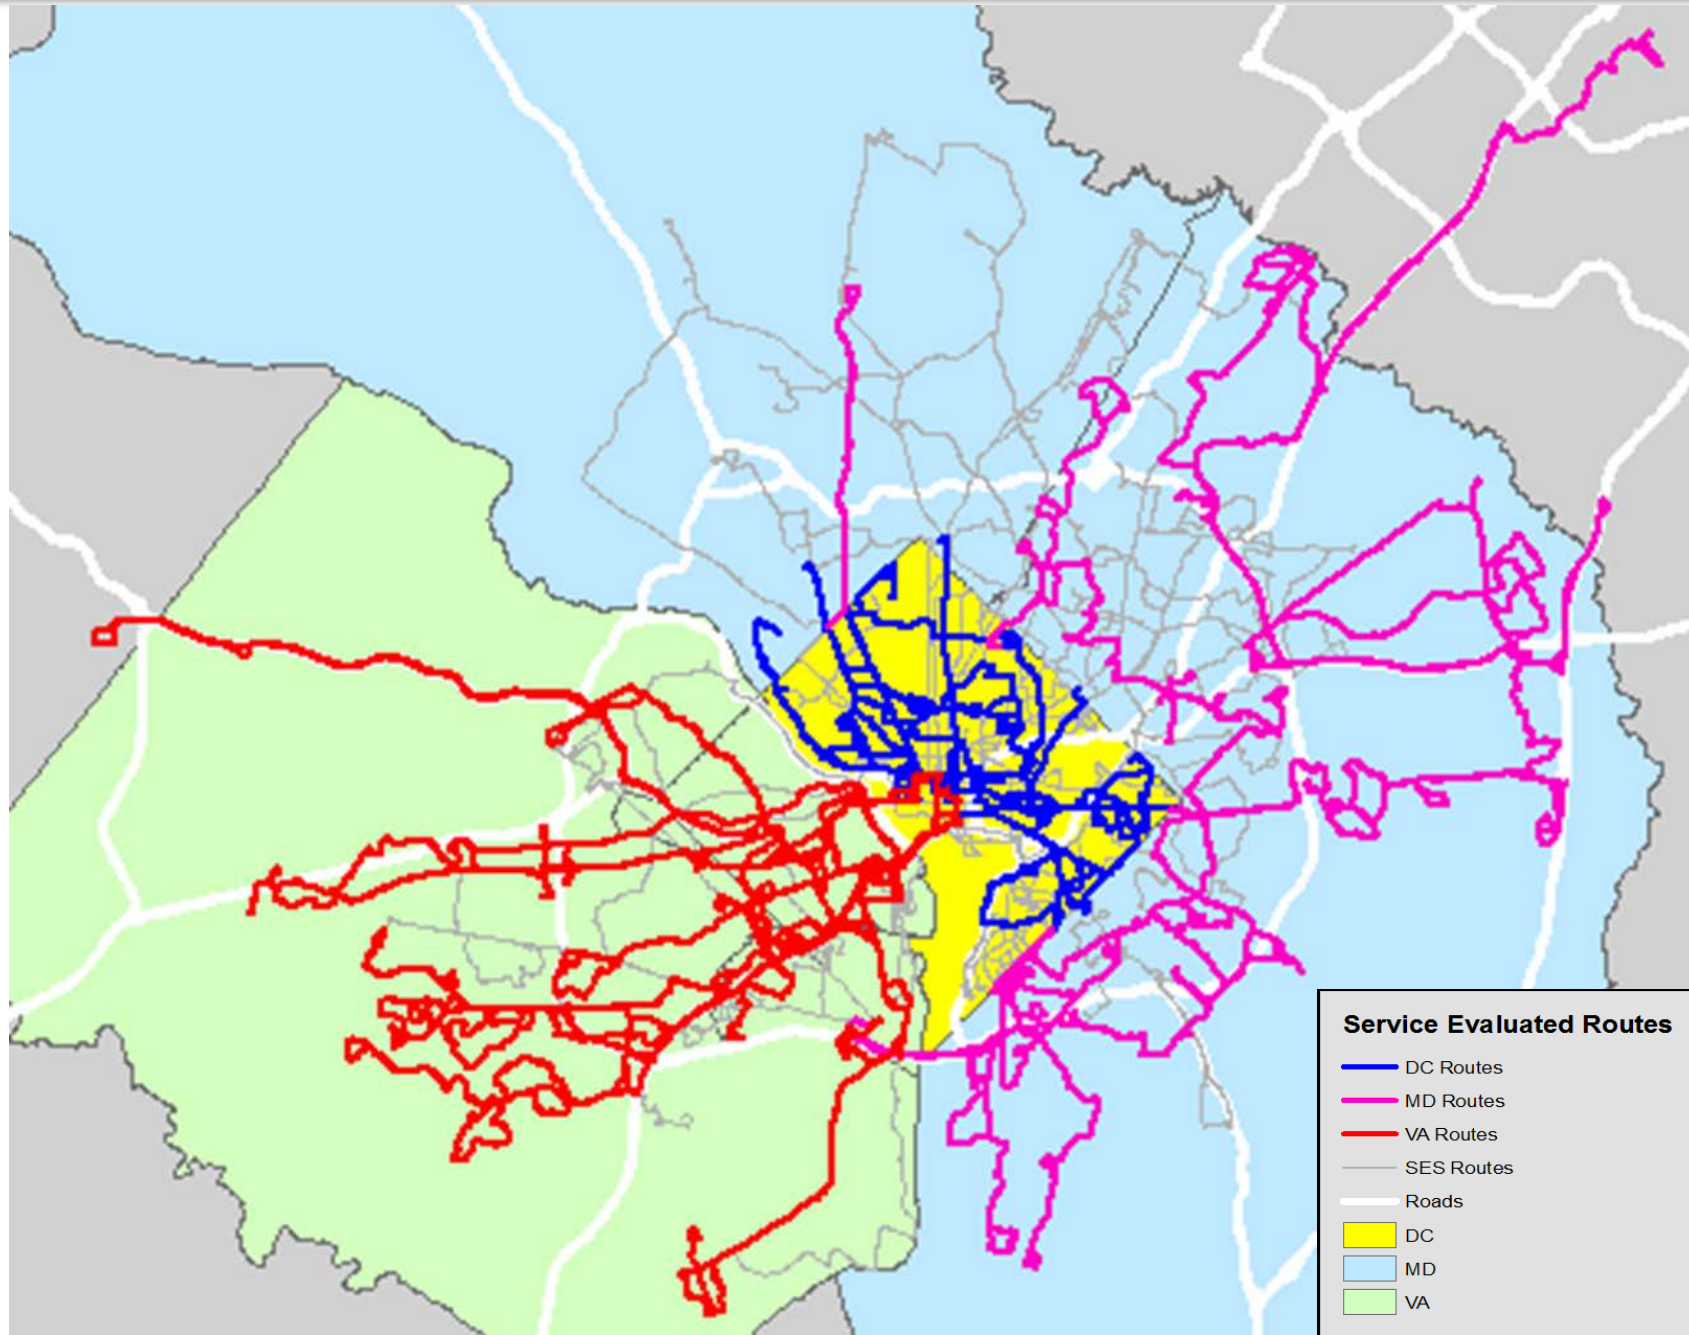 Service Evaluated Routes
DC Routes
MD Routes
VA Routes
SES Routes
Roads
DC
MD
VA